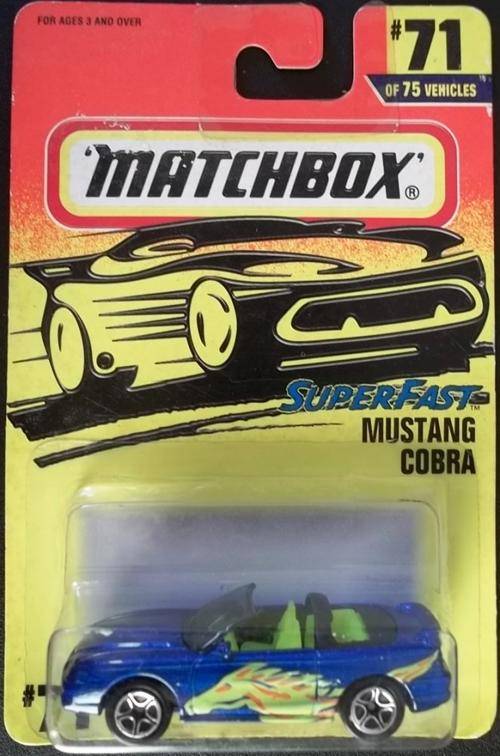 FOR AGES 3 AND OVER
#71
OF 75 VEHICLES
'MATCHBOX'®
SUPERFAST™
MUSTANG
COBRA